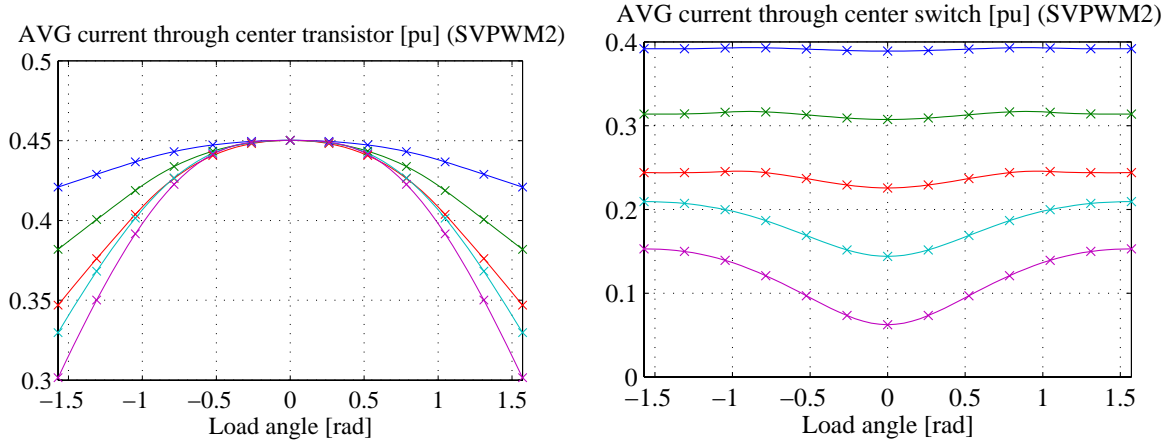 AVG current through center transistor [pu] (SVPWM2)
0.5
0.45
0.4
0.35
0.3
−1.5 −1 −0.5 0 0.5 1 1.5
Load angle [rad]
AVG current through center switch [pu] (SVPWM2)
0.4
0.3
0.2
0.1
0
−1.5 −1 −0.5 0 0.5 1 1.5
Load angle [rad]